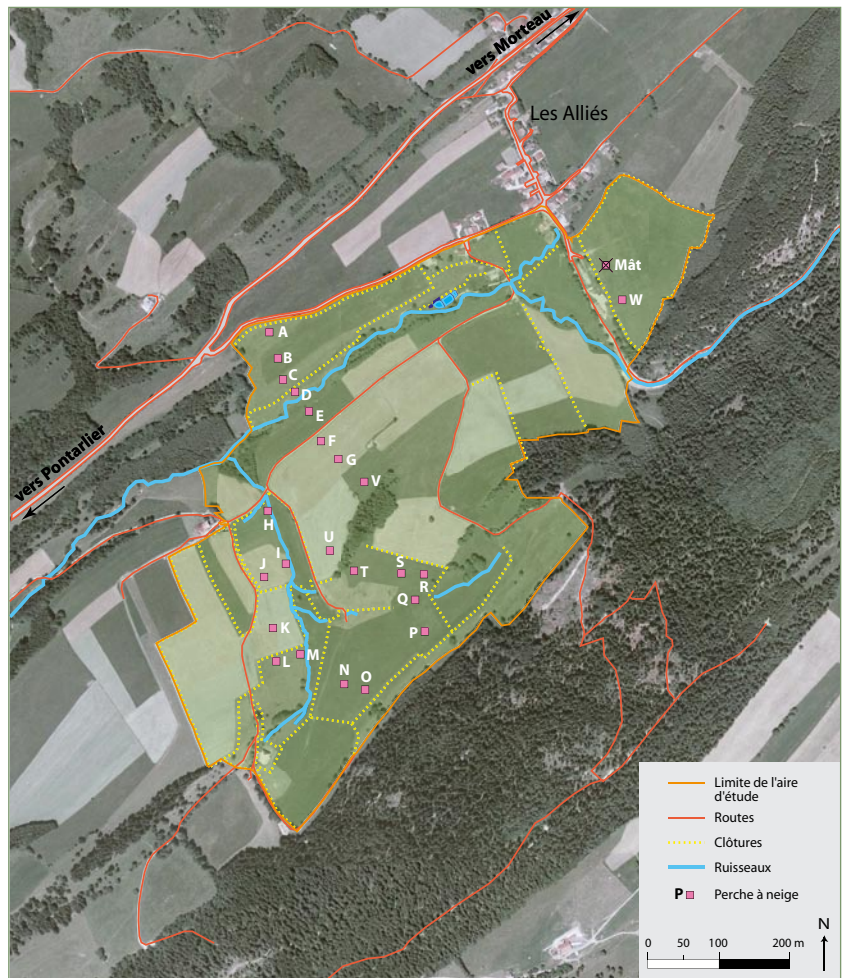 vers Morteau
Les Alliés
Mât
W
A
B
C
D
E
F
G
V
vers Pontarlier
H
U
I
S
T
J
R
Q
K
P
M
L
N
O
Limite de l'aire
d'étude
Routes
Clôtures
Ruisseaux
P Perche à neige
N
0 50 100 200 m